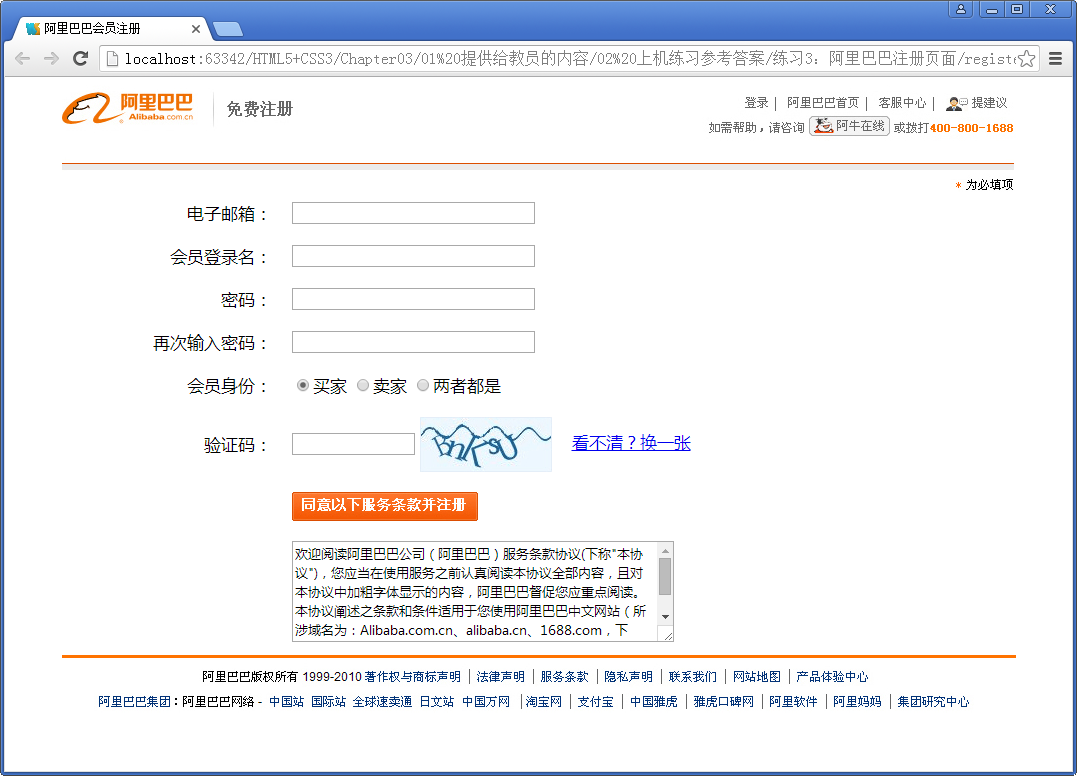 阿里巴巴会员注册
localhost:63342/HTML5+CSS3/Chapter03/01%20提供给教员的内容/02%20上机练习参考答案/练习3：阿里巴巴注册页面/registe
阿里巴巴
Alibaba.com.cn
免费注册
登录 | 阿里巴巴首页 | 客服中心 | 提建议
如需帮助，请咨询 阿牛在线 或拨打400-800-1688
* 为必填项
电子邮箱：
会员登录名：
密码：
再次输入密码：
会员身份： 买家 卖家 两者都是
验证码： BnkSU 看不清？换一张
同意以下服务条款并注册
欢迎阅读阿里巴巴公司（阿里巴巴）服务条款协议(下称"本协
议")，您应当在使用服务之前认真阅读本协议全部内容，且对
本协议中加粗字体显示的内容，阿里巴巴督促您应重点阅读。
本协议阐述之条款和条件适用于您使用阿里巴巴中文网站（所
涉域名为：Alibaba.com.cn、alibaba.cn、1688.com，下
阿里巴巴版权所有 1999-2010 著作权与商标声明 | 法律声明 | 服务条款 | 隐私声明 | 联系我们 | 网站地图 | 产品体验中心
阿里巴巴集团：阿里巴巴网络 - 中国站 国际站 全球速卖通 日文站 中国万网 | 淘宝网 | 支付宝 | 中国雅虎 | 雅虎口碑网 | 阿里软件 | 阿里妈妈 | 集团研究中心